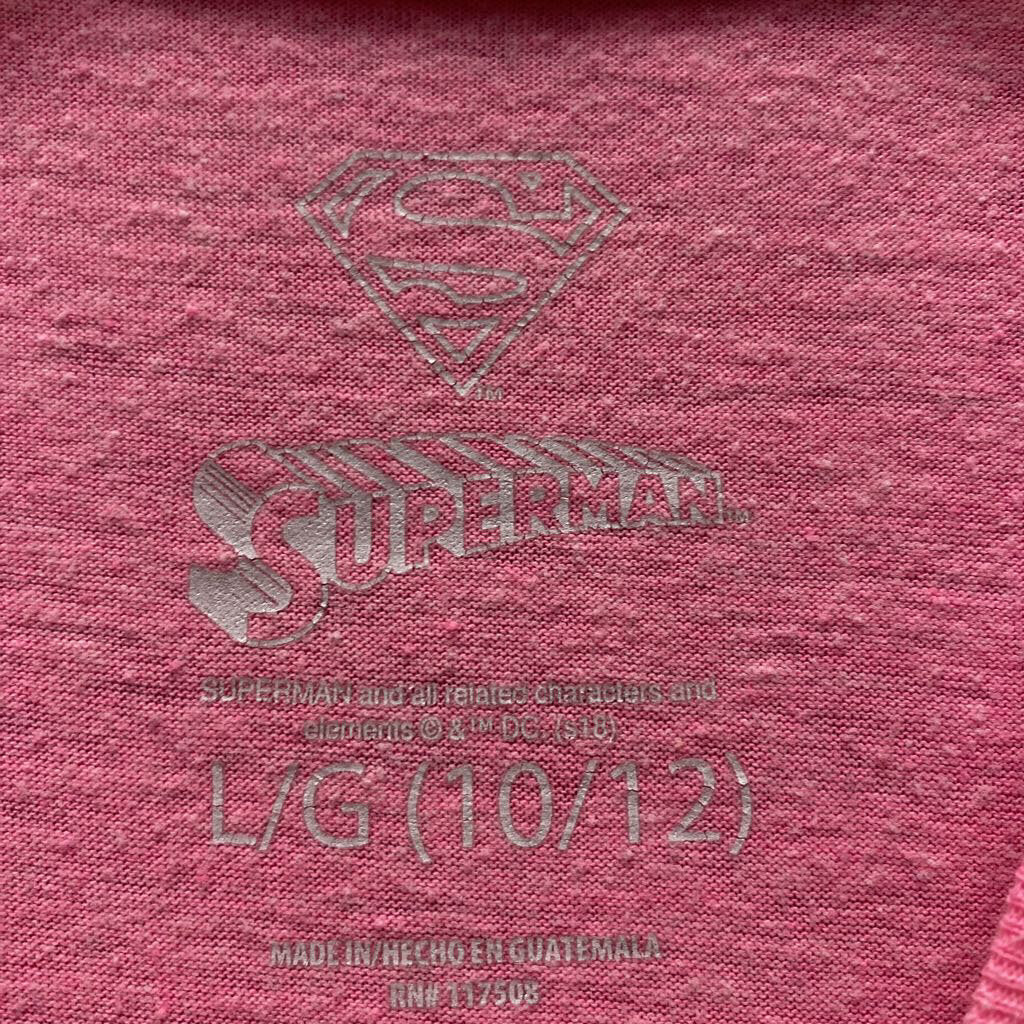 S
TM
SUPERMAN TM
SUPERMAN and all related characters and
elements © & ™ DC. (s18)
L/G (10/12)
MADE IN/HECHO EN GUATEMALA
RN# 117508